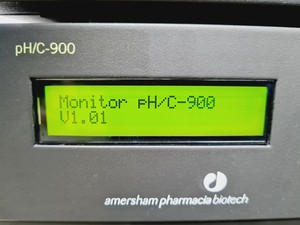 pH/C-900
Monitor pH/C-900
V1.01
amersham pharmacia biotech